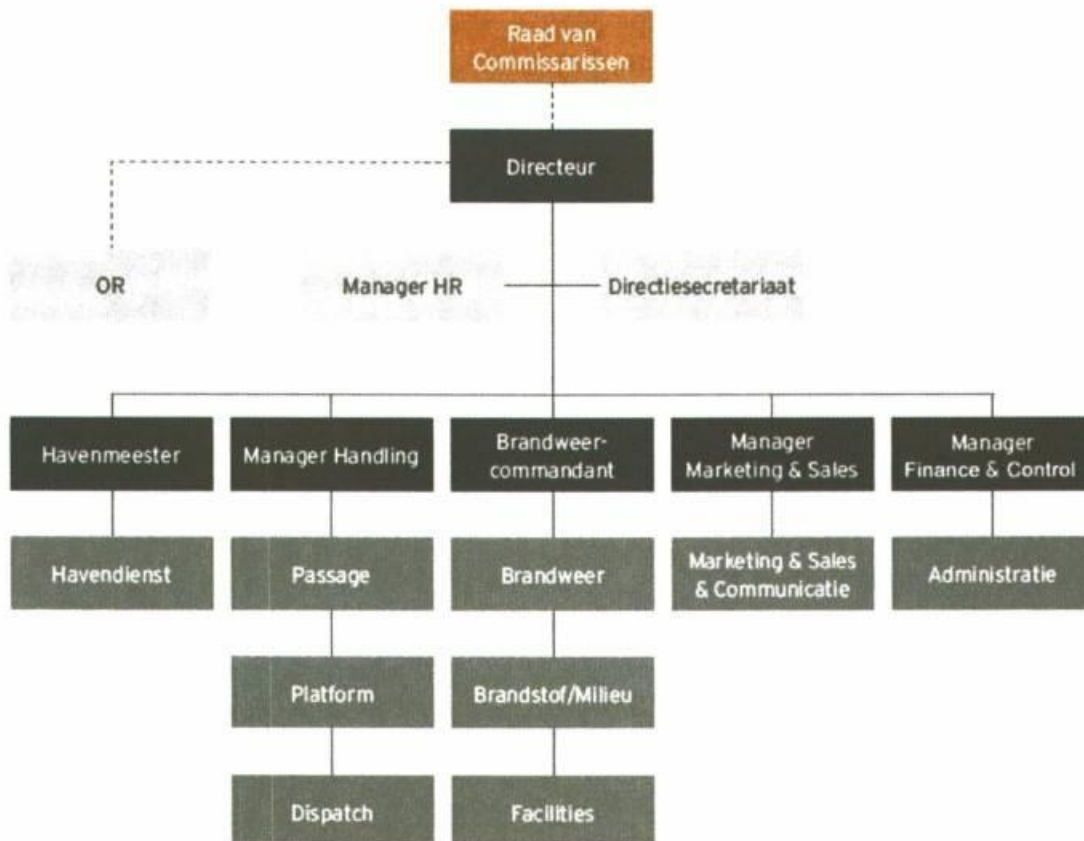 Raad van
Commissarissen
Directeur
OR
Manager HR
Directiesecretariaat
Havenmeester
Manager Handling
Brandweer-
commandant
Manager
Marketing & Sales
Manager
Finance & Control
Havendienst
Passage
Brandweer
Marketing & Sales
& Communicatie
Administratie
Platform
Brandstof/Milieu
Dispatch
Facilities